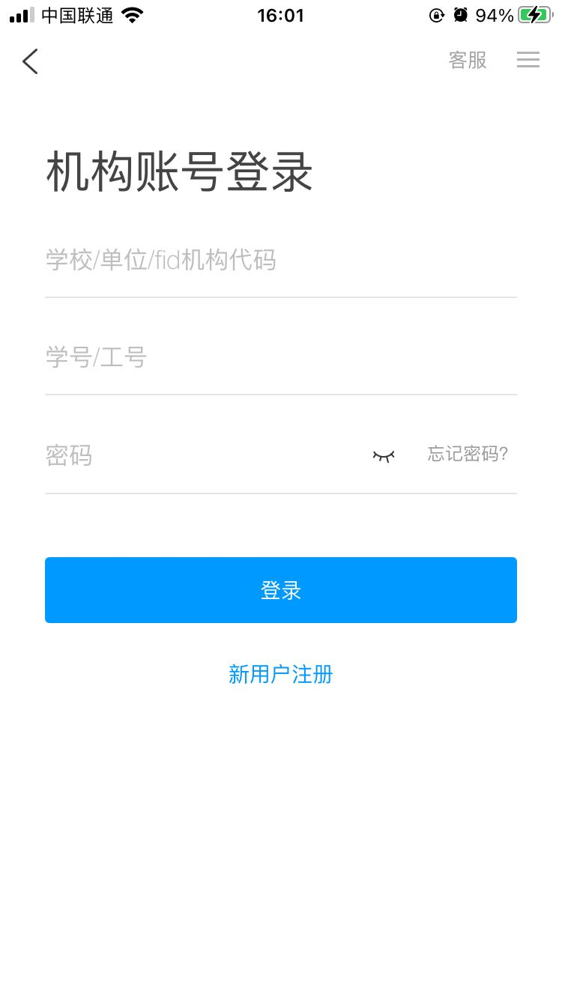 中国联通 16:01 94%
客服
机构账号登录
学校/单位/fid机构代码
学号/工号
密码 忘记密码?
登录
新用户注册